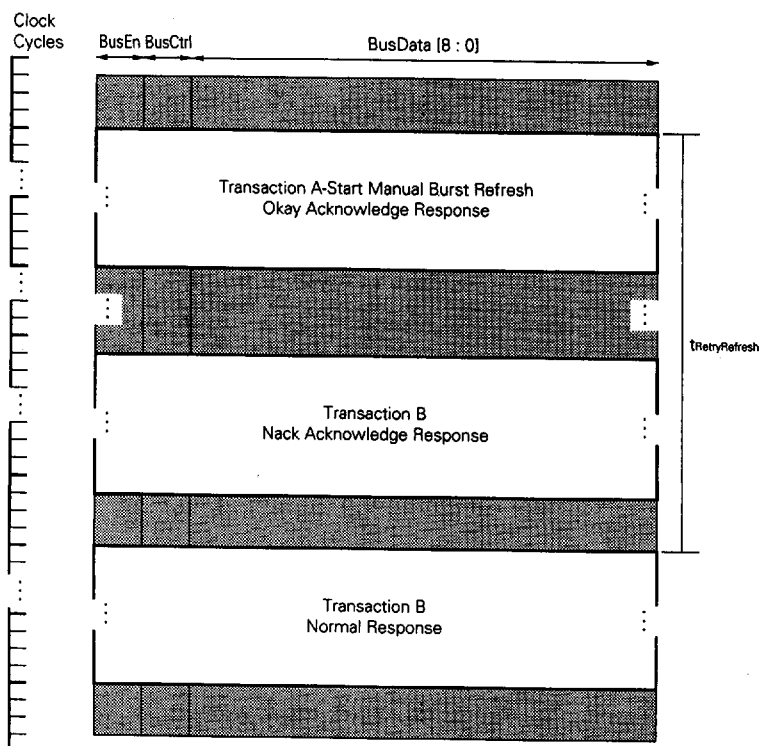 Clock
Cycles
BusEn BusCtrl BusData [8 : 0]
Transaction A-Start Manual Burst Refresh
Okay Acknowledge Response
tRetryRefresh
Transaction B
Nack Acknowledge Response
Transaction B
Normal Response